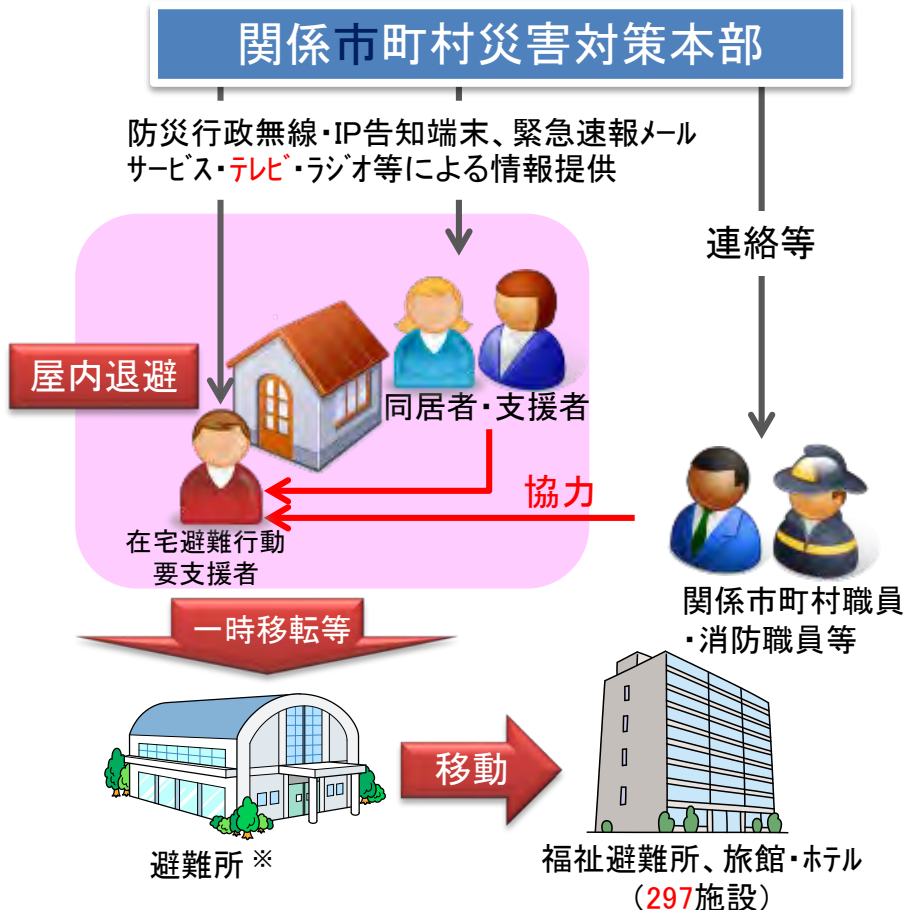 関係市町村災害対策本部
防災行政無線・IP告知端末、緊急速報メール
サービス・テレビ・ラジオ等による情報提供
連絡等
屋内退避
同居者・支援者
協力
在宅避難行動
要支援者
関係市町村職員
・消防職員等
一時移転等
移動
避難所※
福祉避難所、旅館・ホテル
(297施設)